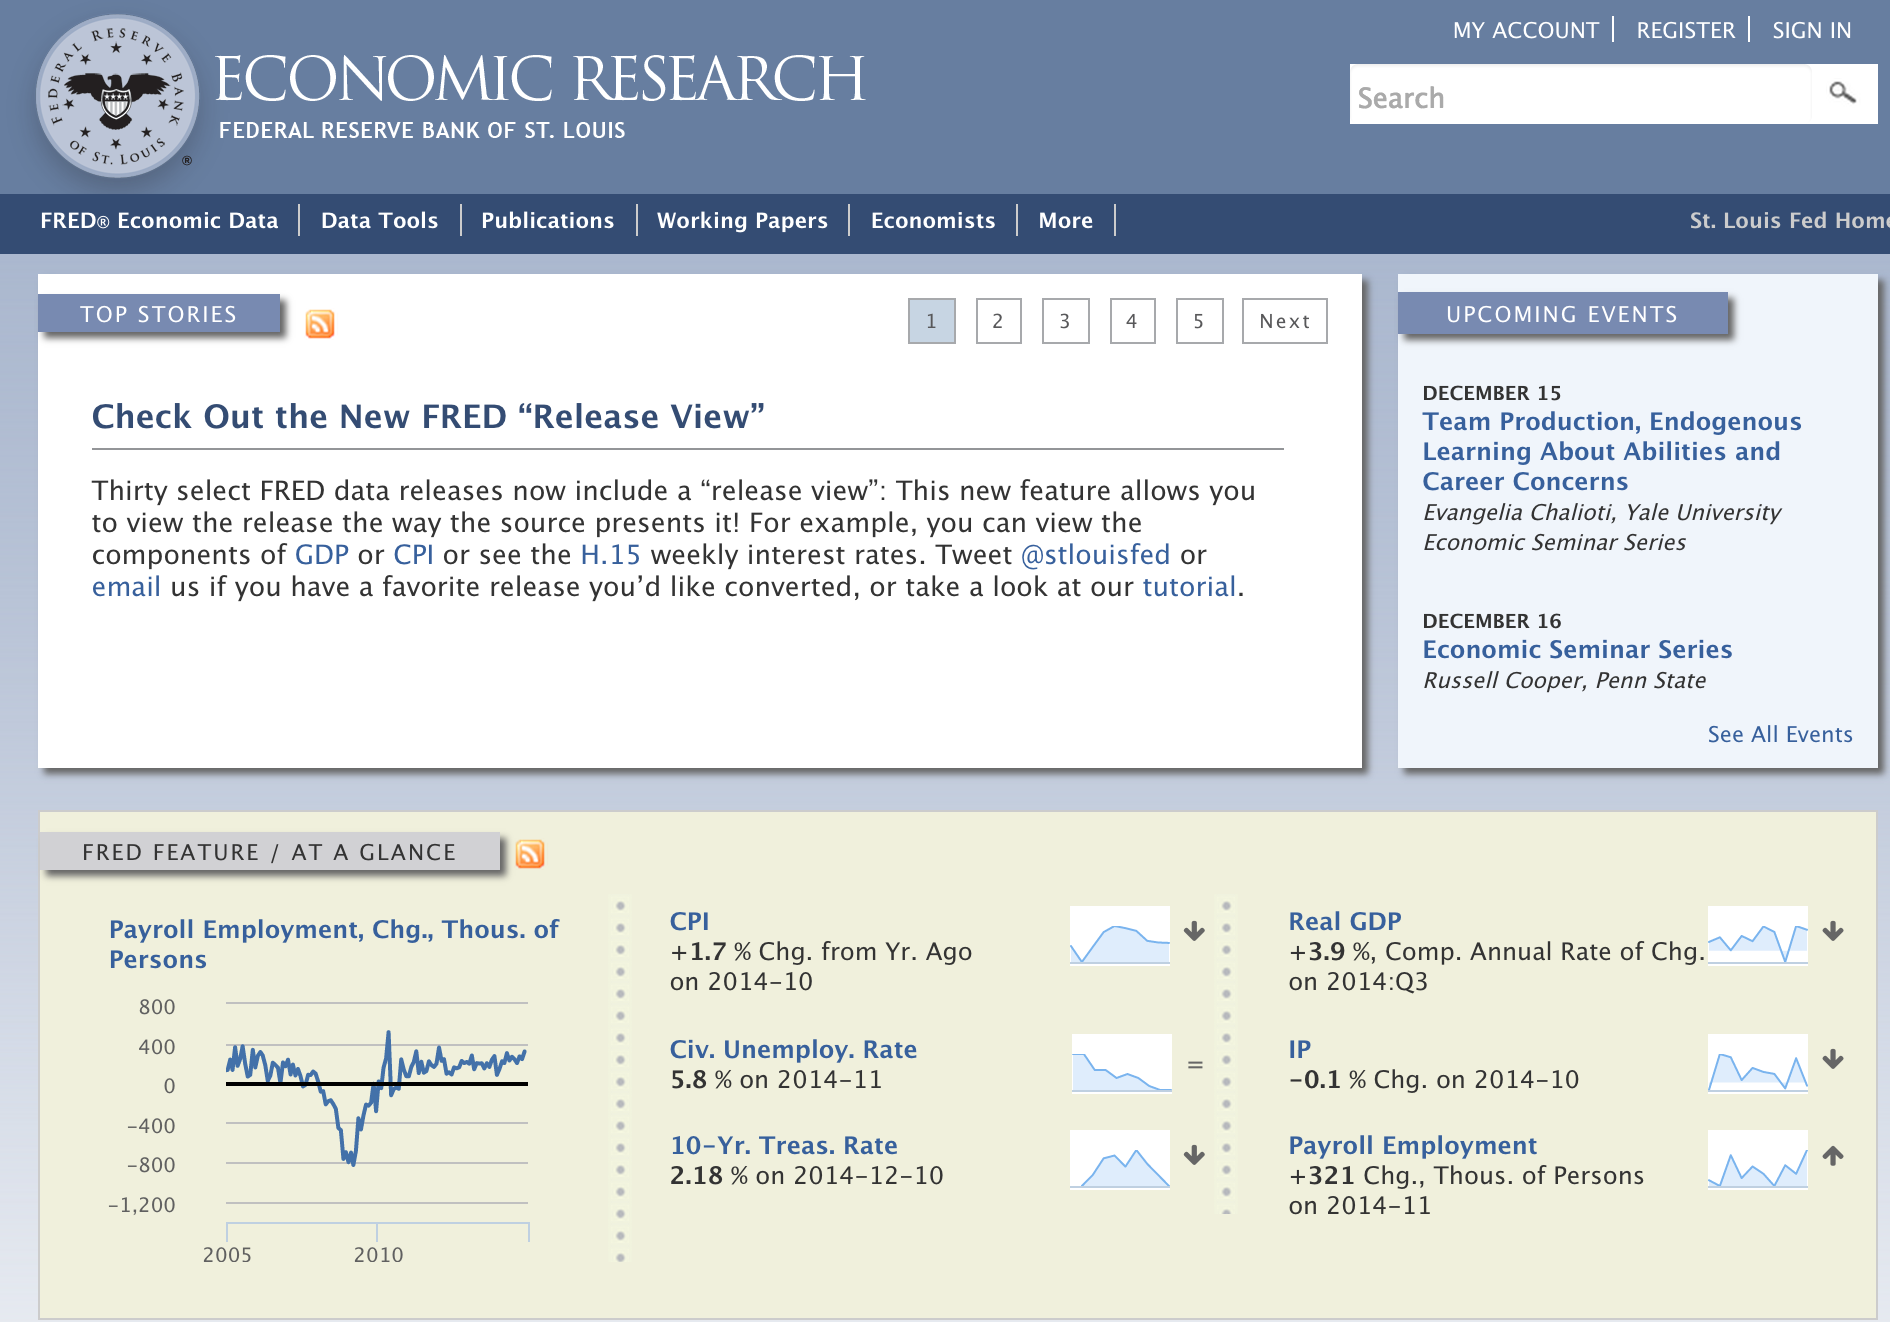 FEDERAL RESERVE BANK
OF ST. LOUIS
®
ECONOMIC RESEARCH
FEDERAL RESERVE BANK OF ST. LOUIS
MY ACCOUNT
REGISTER
SIGN IN
Search
FRED® Economic Data
Data Tools
Publications
Working Papers
Economists
More
St. Louis Fed Home
TOP STORIES
1
2
3
4
5
Next
Check Out the New FRED “Release View”
Thirty select FRED data releases now include a “release view”: This new feature allows you
to view the release the way the source presents it! For example, you can view the
components of GDP or CPI or see the H.15 weekly interest rates. Tweet @stlouisfed or
email us if you have a favorite release you’d like converted, or take a look at our tutorial.
UPCOMING EVENTS
DECEMBER 15
Team Production, Endogenous
Learning About Abilities and
Career Concerns
Evangelia Chalioti, Yale University
Economic Seminar Series
DECEMBER 16
Economic Seminar Series
Russell Cooper, Penn State
See All Events
FRED FEATURE / AT A GLANCE
Payroll Employment, Chg., Thous. of
Persons
800
400
0
-400
-800
-1,200
2005
2010
CPI
+1.7 % Chg. from Yr. Ago
on 2014-10
Civ. Unemploy. Rate
5.8 % on 2014-11
=
10-Yr. Treas. Rate
2.18 % on 2014-12-10
Real GDP
+3.9 %, Comp. Annual Rate of Chg.
on 2014:Q3
IP
-0.1 % Chg. on 2014-10
Payroll Employment
+321 Chg., Thous. of Persons
on 2014-11